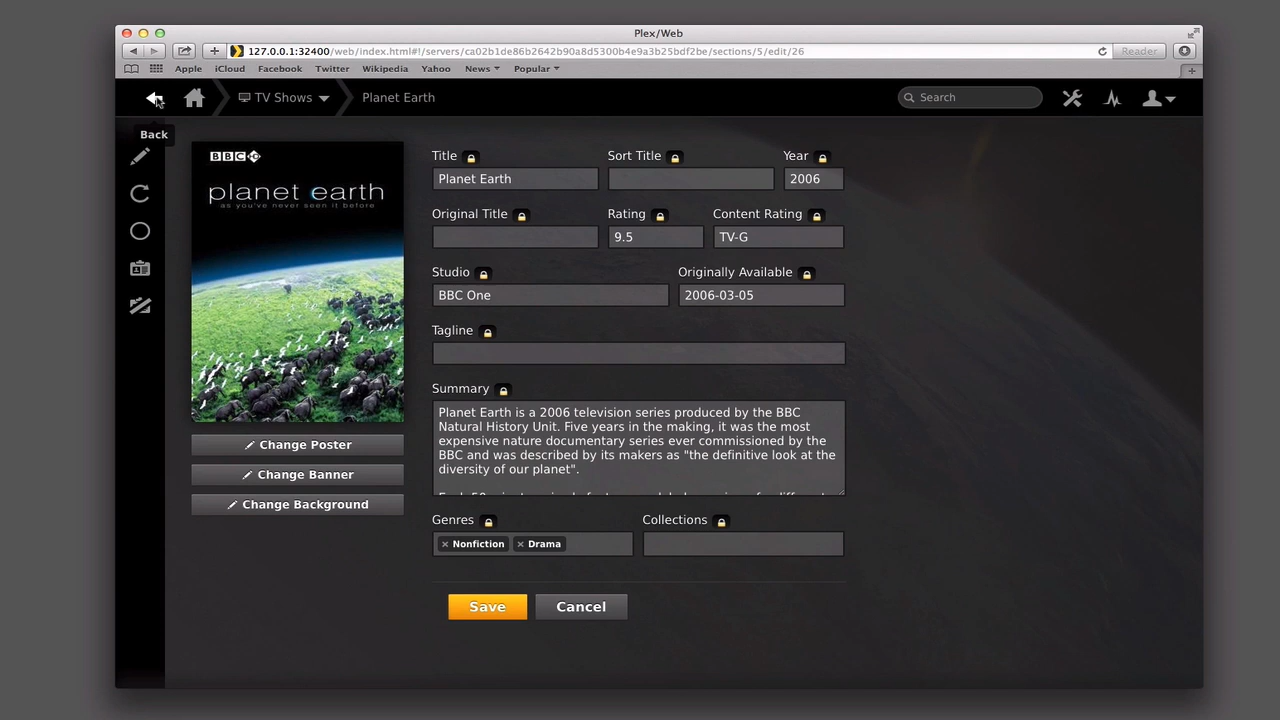 Plex/Web
127.0.0.1:32400/web/index.html#!/servers/ca02b1de86b2642b90a8d5300b4e9a3b25bdf2be/sections/5/edit/26
Reader
Apple iCloud Facebook Twitter Wikipedia Yahoo News Popular
TV Shows Planet Earth Search
Back
BBC
planet earth
as you've never seen it before
Change Poster
Change Banner
Change Background
Title Sort Title Year
Planet Earth 2006
Original Title Rating Content Rating
9.5 TV-G
Studio Originally Available
BBC One 2006-03-05
Tagline
Summary
Planet Earth is a 2006 television series produced by the BBC
Natural History Unit. Five years in the making, it was the most
expensive nature documentary series ever commissioned by the
BBC and was described by its makers as "the definitive look at the
diversity of our planet".
Genres Collections
× Nonfiction × Drama
Save Cancel